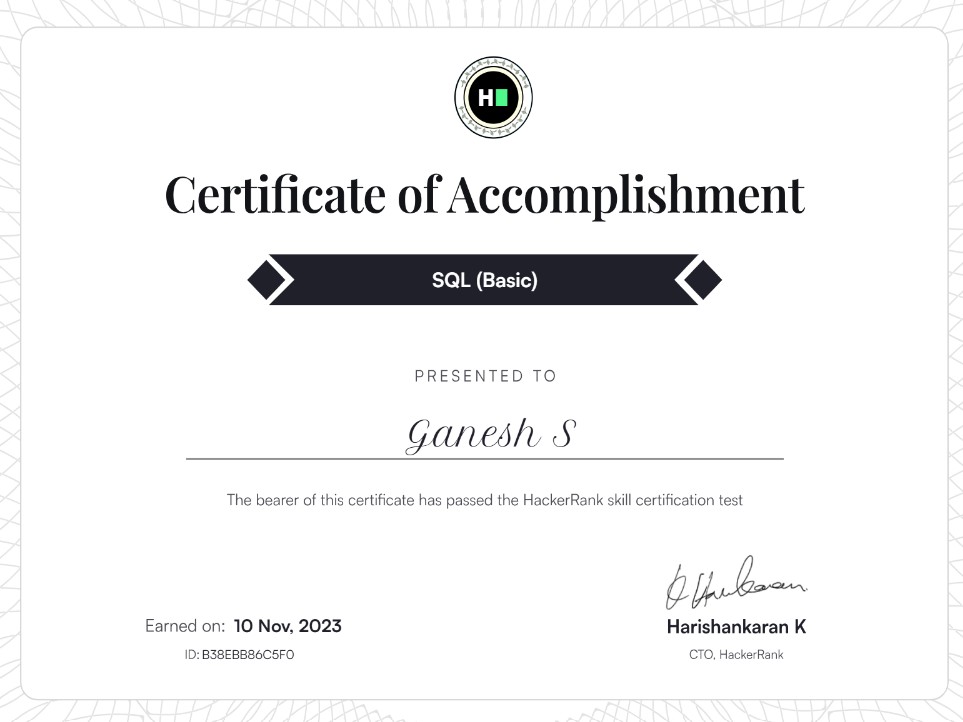 H
Certificate of Accomplishment
SQL (Basic)
PRESENTED TO
Ganesh S
The bearer of this certificate has passed the HackerRank skill certification test
Earned on: 10 Nov, 2023
ID: B38EBB86C5F0
Harishankaran K
CTO, HackerRank